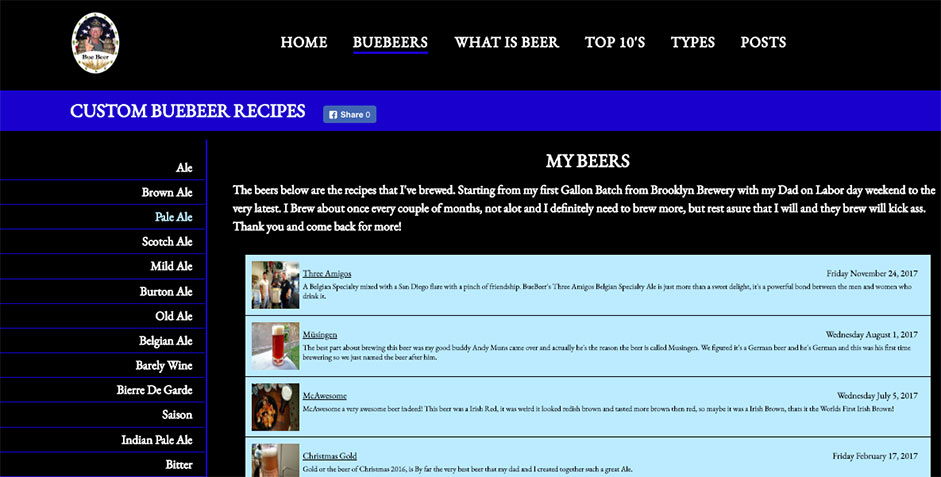 Bue Beer
HOME BUEBEERS WHAT IS BEER TOP 10'S TYPES POSTS
CUSTOM BUEBEER RECIPES
Share 0
Ale
Brown Ale
Pale Ale
Scotch Ale
Mild Ale
Burton Ale
Old Ale
Belgian Ale
Barely Wine
Bierre De Garde
Saison
Indian Pale Ale
Bitter
MY BEERS
The beers below are the recipes that I've brewed. Starting from my first Gallon Batch from Brooklyn Brewery with my Dad on Labor day weekend to the
very latest. I Brew about once every couple of months, not alot and I definitely need to brew more, but rest asure that I will and they brew will kick ass.
Thank you and come back for more!
Three Amigos Friday November 24, 2017
A Belgian Specialty mixed with a San Diego flare with a pinch of friendship. BueBeer's Three Amigos Belgian Specialty Ale is just more than a sweet delight, it's a powerful bond between the men and women who
drink is.
Müsingen Wednesday August 1, 2017
The best part about brewing this beer was my good buddy Andy Muns came over and actually he's the reason the beer is called Musingen. We figured it's a German beer and he's German and this was his first time
brewering so we just named the beer after him.
McAwesome Wednesday July 5, 2017
McAwesome a very awesome beer indeed! This beer was a Irish Red, it was weird it looked redish brown and tasted more brown then red, so maybe it was a Irish Brown, thats it the Worlds First Irish Brown!
Christmas Gold Friday February 17, 2017
Gold or the beer of Christmas 2016, is By far the very best beer that my dad and I created together such a great Ale.